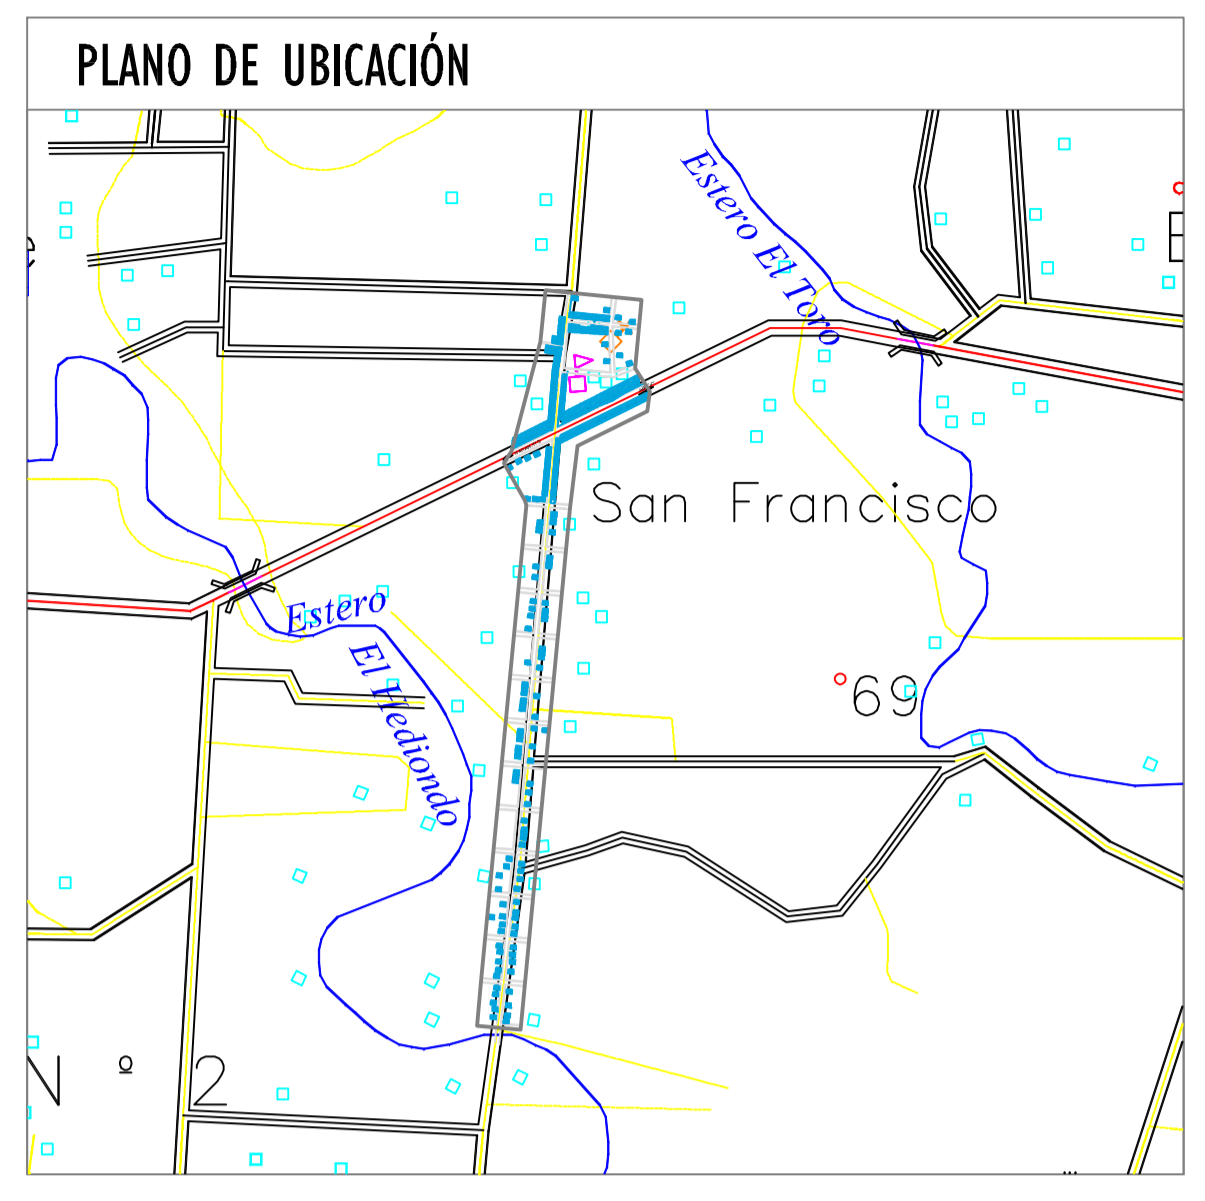 PLANO DE UBICACIÓN
Estero El Toro
San Francisco
Estero
El Hediondo
69
N º 2